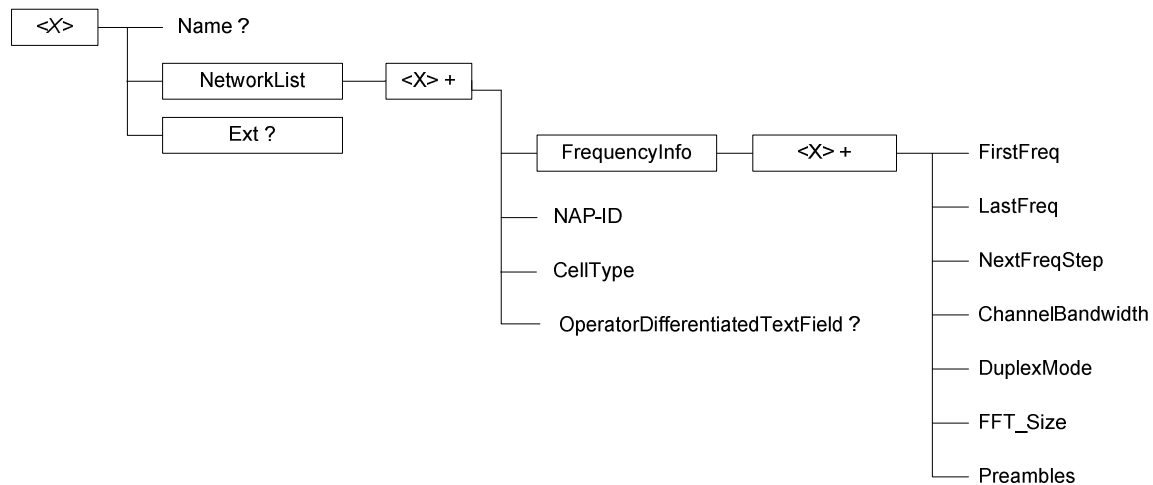 <X>
Name ?
NetworkList
<X> +
Ext ?
FrequencyInfo
<X> +
FirstFreq
NAP-ID
LastFreq
CellType
NextFreqStep
OperatorDifferentiatedTextField ?
ChannelBandwidth
DuplexMode
FFT_Size
Preambles